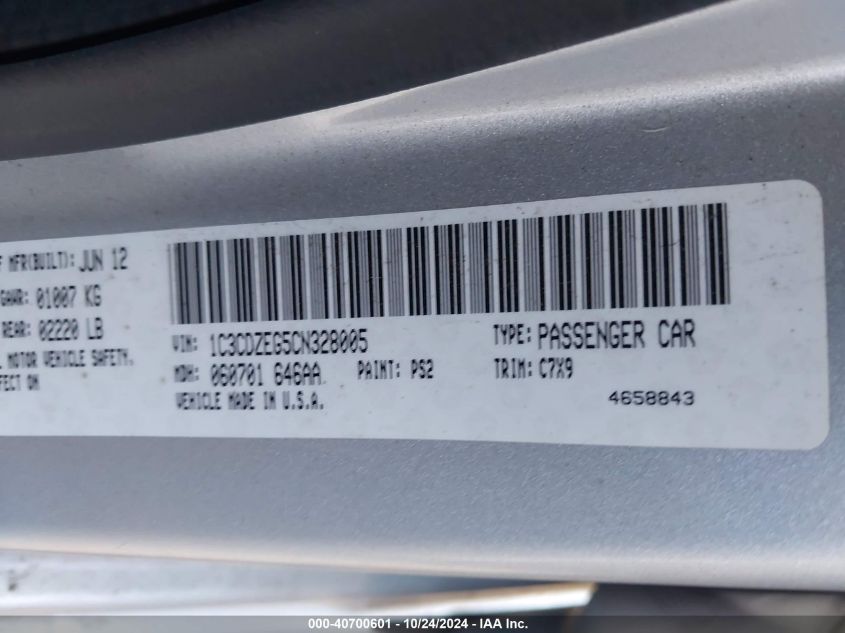 F MFR(BUILT): JUN 12
GAWR: 01007 KG
REAR: 02220 LB
MOTOR VEHICLE SAFETY.
FECT ON
VIN: 1C3CDZEG5CN328005 TYPE: PASSENGER CAR
MDH: 060701 646AA PAINT: PS2 TRIM: C7X9
VEHICLE MADE IN U.S.A. 4658843
000-40700601 - 10/24/2024 - IAA Inc.